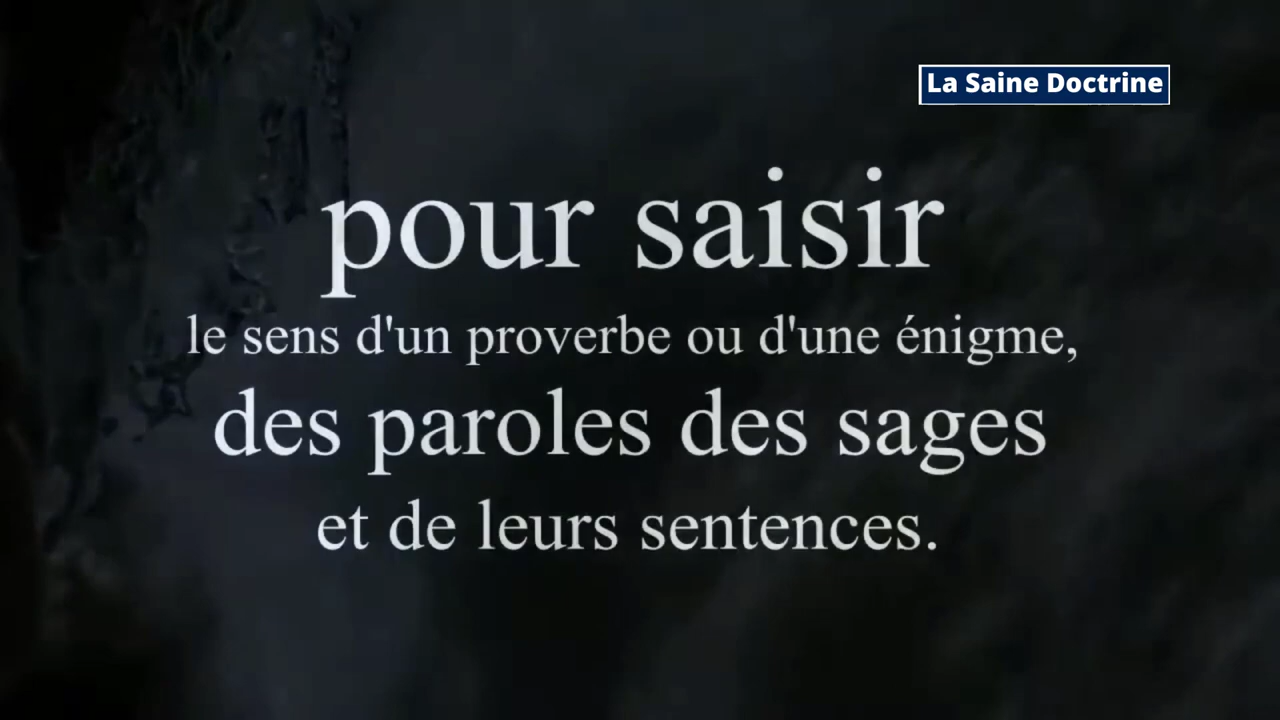 La Saine Doctrine
pour saisir
le sens d'un proverbe ou d'une énigme,
des paroles des sages
et de leurs sentences.